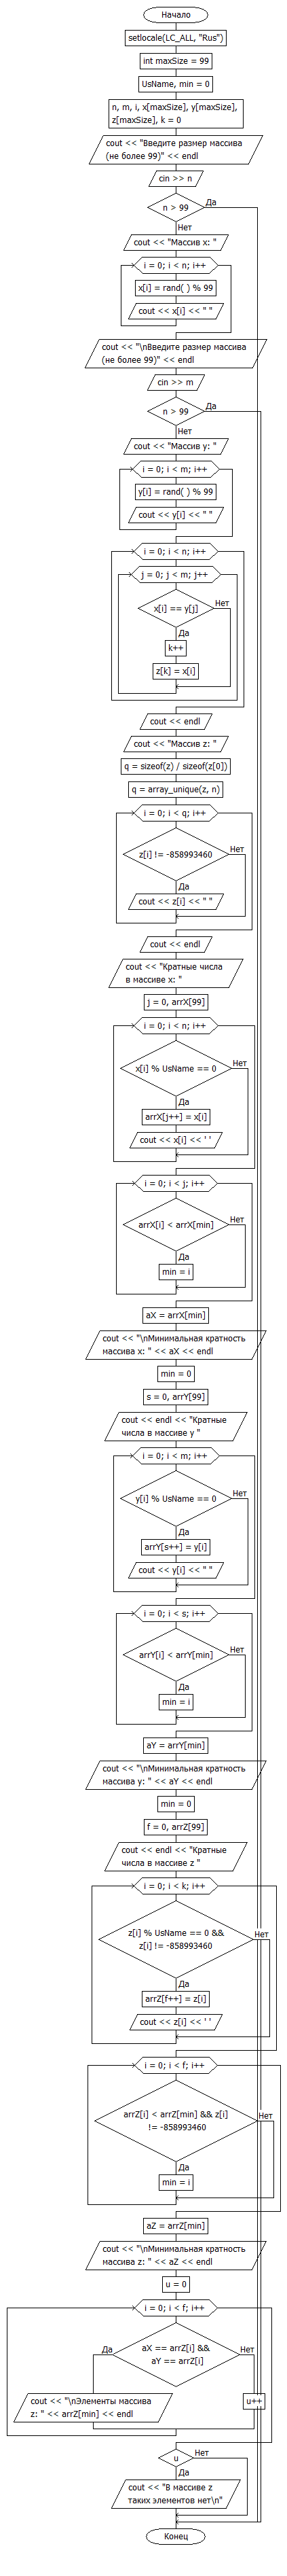 Начало
setlocale(LC_ALL, "Rus")
int maxSize = 99
UsName, min = 0
n, m, i, x[maxSize], y[maxSize],
z[maxSize], k = 0
cout << "Введите размер массива
(не более 99)" << endl
cin >> n
n > 99
Да
Нет
cout << "Массив x: "
i = 0; i < n; i++
x[i] = rand( ) % 99
cout << x[i] << " "
cout << "\nВведите размер массива
(не более 99)" << endl
cin >> m
n > 99
Да
Нет
cout << "Массив y: "
i = 0; i < m; i++
y[i] = rand( ) % 99
cout << y[i] << " "
i = 0; i < n; i++
j = 0; j < m; j++
x[i] == y[j]
Нет
Да
k++
z[k] = x[i]
cout << endl
cout << "Массив z: "
q = sizeof(z) / sizeof(z[0])
q = array_unique(z, n)
i = 0; i < q; i++
z[i] != -858993460
Нет
Да
cout << z[i] << " "
cout << endl
cout << "Кратные числа
в массиве x: "
j = 0, arrX[99]
i = 0; i < n; i++
x[i] % UsName == 0
Нет
Да
arrX[j++] = x[i]
cout << x[i] << ' '
i = 0; i < j; i++
arrX[i] < arrX[min]
Нет
Да
min = i
aX = arrX[min]
cout << "\nМинимальная кратность
массива x: " << aX << endl
min = 0
s = 0, arrY[99]
cout << endl << "Кратные
числа в массиве y "
i = 0; i < m; i++
y[i] % UsName == 0
Нет
Да
arrY[s++] = y[i]
cout << y[i] << " "
i = 0; i < s; i++
arrY[i] < arrY[min]
Нет
Да
min = i
aY = arrY[min]
cout << "\nМинимальная кратность
массива y: " << aY << endl
min = 0
f = 0, arrZ[99]
cout << endl << "Кратные
числа в массиве z "
i = 0; i < k; i++
z[i] % UsName == 0 &&
z[i] != -858993460
Нет
Да
arrZ[f++] = z[i]
cout << z[i] << ' '
i = 0; i < f; i++
arrZ[i] < arrZ[min] && z[i]
!= -858993460
Нет
Да
min = i
aZ = arrZ[min]
cout << "\nМинимальная кратность
массива z: " << aZ << endl
u = 0
i = 0; i < f; i++
aX == arrZ[i] &&
aY == arrZ[i]
Да
Нет
cout << "\nЭлементы массива
z: " << arrZ[min] << endl
u++
u
Нет
Да
cout << "В массиве z
таких элементов нет\n"
Конец